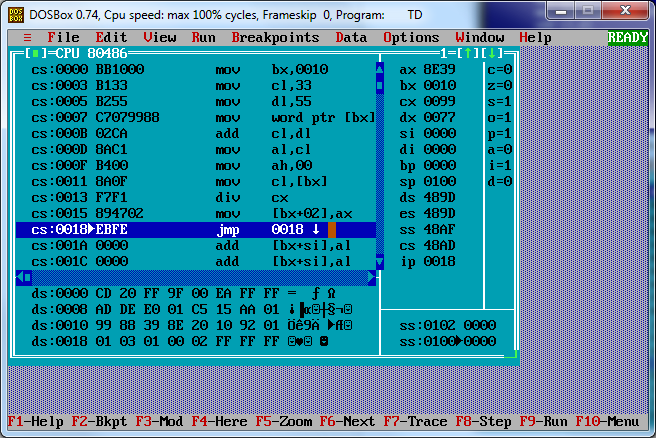 DOSBox 0.74, Cpu speed: max 100% cycles, Frameskip 0, Program: TD
≡ File Edit View Run Breakpoints Data Options Window Help READY
[■]=CPU 80486 1=[↑][↓]
cs:0000 BB1000 mov bx,0010 ax 8E39 c=0
cs:0003 B133 mov cl,33 bx 0010 z=0
cs:0005 B255 mov dl,55 cx 0099 s=1
cs:0007 C7079988 mov word ptr [bx] dx 0077 o=1
cs:000B 02CA add cl,dl si 0000 p=1
cs:000D 8AC1 mov al,cl di 0000 a=0
cs:000F B400 mov ah,00 bp 0000 i=1
cs:0011 8A0F mov cl,[bx] sp 0100 d=0
cs:0013 F7F1 div cx ds 489D
cs:0015 894702 mov [bx+02],ax es 489D
cs:0018►EBFE jmp 0018 ↓ ss 48AF
cs:001A 0000 add [bx+si],al cs 48AD
cs:001C 0000 add [bx+si],al ip 0018
ds:0000 CD 20 FF 9F 00 EA FF FF = ƒ Ω
ds:0008 AD DE E0 01 C5 15 AA 01 ¡▐α☺┼§¬☺
ds:0010 99 88 39 8E 20 10 92 01 Öê9Ä ►Æ☺ ss:0102 0000
ds:0018 01 03 01 00 02 FF FF FF ☺♥☺ ☻ ss:0100►0000
F1-Help F2-Bkpt F3-Mod F4-Here F5-Zoom F6-Next F7-Trace F8-Step F9-Run F10-Menu